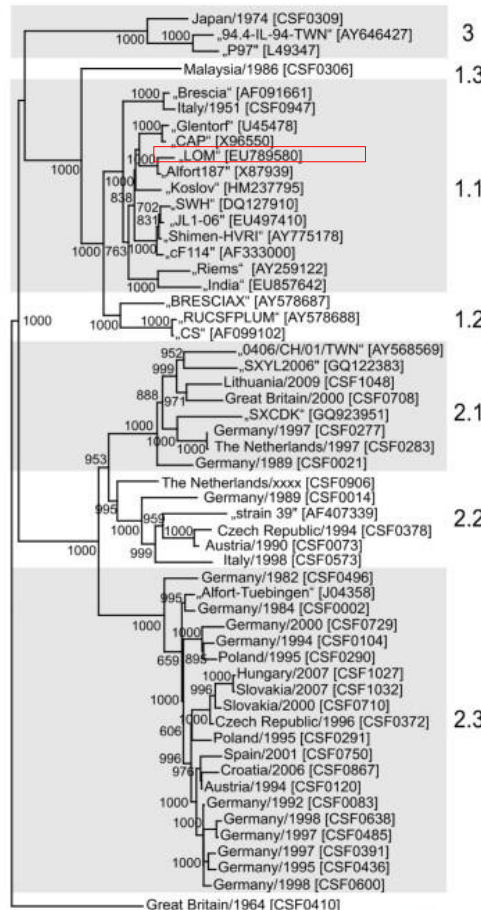 Japan/1974 [CSF0309]
1000
„94.4-IL-94-TWN“ [AY646427]
1000
„P97“ [L49347]
3
Malaysia/1986 [CSF0306]
1.3
„Brescia“ [AF091661]
1000
Italy/1951 [CSF0947]
„Glentorf“ [U45478]
1000
„CAP“ [X96550]
„LOM“ [EU789580]
1000
1000
„Alfort187“ [X87939]
1000
„Koslov“ [HM237795]
838
1.1
„SWH“ [DQ127910]
702
„JL1-06“ [EU497410]
831
„Shimen-HVRI“ [AY775178]
1000
763
1000
„cF114“ [AF333000]
„Riems“ [AY259122]
„India“ [EU857642]
1000
„BRESCIAX“ [AY578687]
1000
„RUCSFPLUM“ [AY578688]
1000
1000
„CS“ [AF099102]
1.2
„0406/CH/01/TWN“ [AY568569]
952
„SXYL2006“ [GQ122383]
999
Lithuania/2009 [CSF1048]
888
971
Great Britain/2000 [CSF0708]
„SXCDK“ [GQ923951]
2.1
1000
Germany/1997 [CSF0277]
1000
1000
The Netherlands/1997 [CSF0283]
Germany/1989 [CSF0021]
953
The Netherlands/xxxx [CSF0906]
Germany/1989 [CSF0014]
995
„strain 39“ [AF407339]
959
2.2
1000
1000
Czech Republic/1994 [CSF0378]
Austria/1990 [CSF0073]
1000
999
Italy/1998 [CSF0573]
Germany/1982 [CSF0496]
„Alfort-Tuebingen“ [J04358]
995
Germany/1984 [CSF0002]
1000
Germany/2000 [CSF0729]
1000
Germany/1994 [CSF0104]
659
895
Poland/1995 [CSF0290]
Hungary/2007 [CSF1027]
996
Slovakia/2007 [CSF1032]
1000
Slovakia/2000 [CSF0710]
1000
Czech Republic/1996 [CSF0372]
2.3
606
Poland/1995 [CSF0291]
Spain/2001 [CSF0750]
996
976
Croatia/2006 [CSF0867]
Austria/1994 [CSF0120]
1000
Germany/1992 [CSF0083]
Germany/1998 [CSF0638]
1000
Germany/1997 [CSF0485]
Germany/1997 [CSF0391]
1000
Germany/1995 [CSF0436]
Germany/1998 [CSF0600]
Great Britain/1964 [CSF0410]